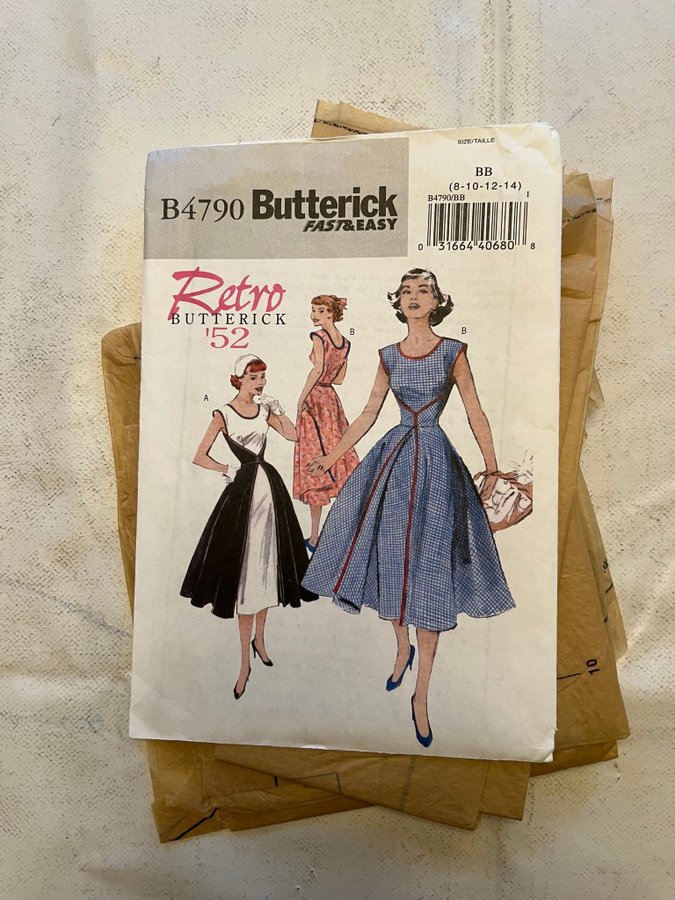 SIZE/TAILLE
BB
(8-10-12-14)
B4790 Butterick
FAST&EASY
B4790/BB 1
0 31664 40680 8
Retro
BUTTERICK
'52
A
B
B
10